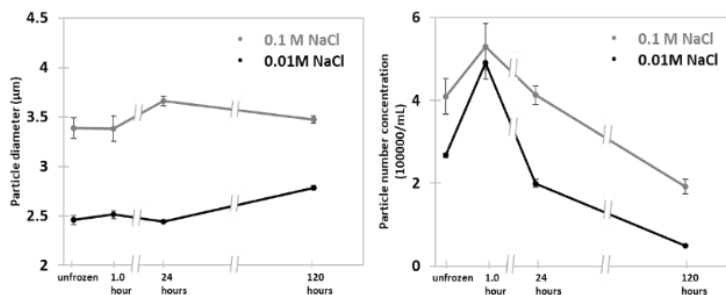 4.5
4
3.5
3
2.5
2
Particle diameter (μm)
0.1 M NaCl
0.01M NaCl
unfrozen
1.0
hour
24
hours
120
hours
6
4
2
0
Particle number concentration
(100000/mL)
0.1 M NaCl
0.01M NaCl
unfrozen
1.0
hour
24
hours
120
hours